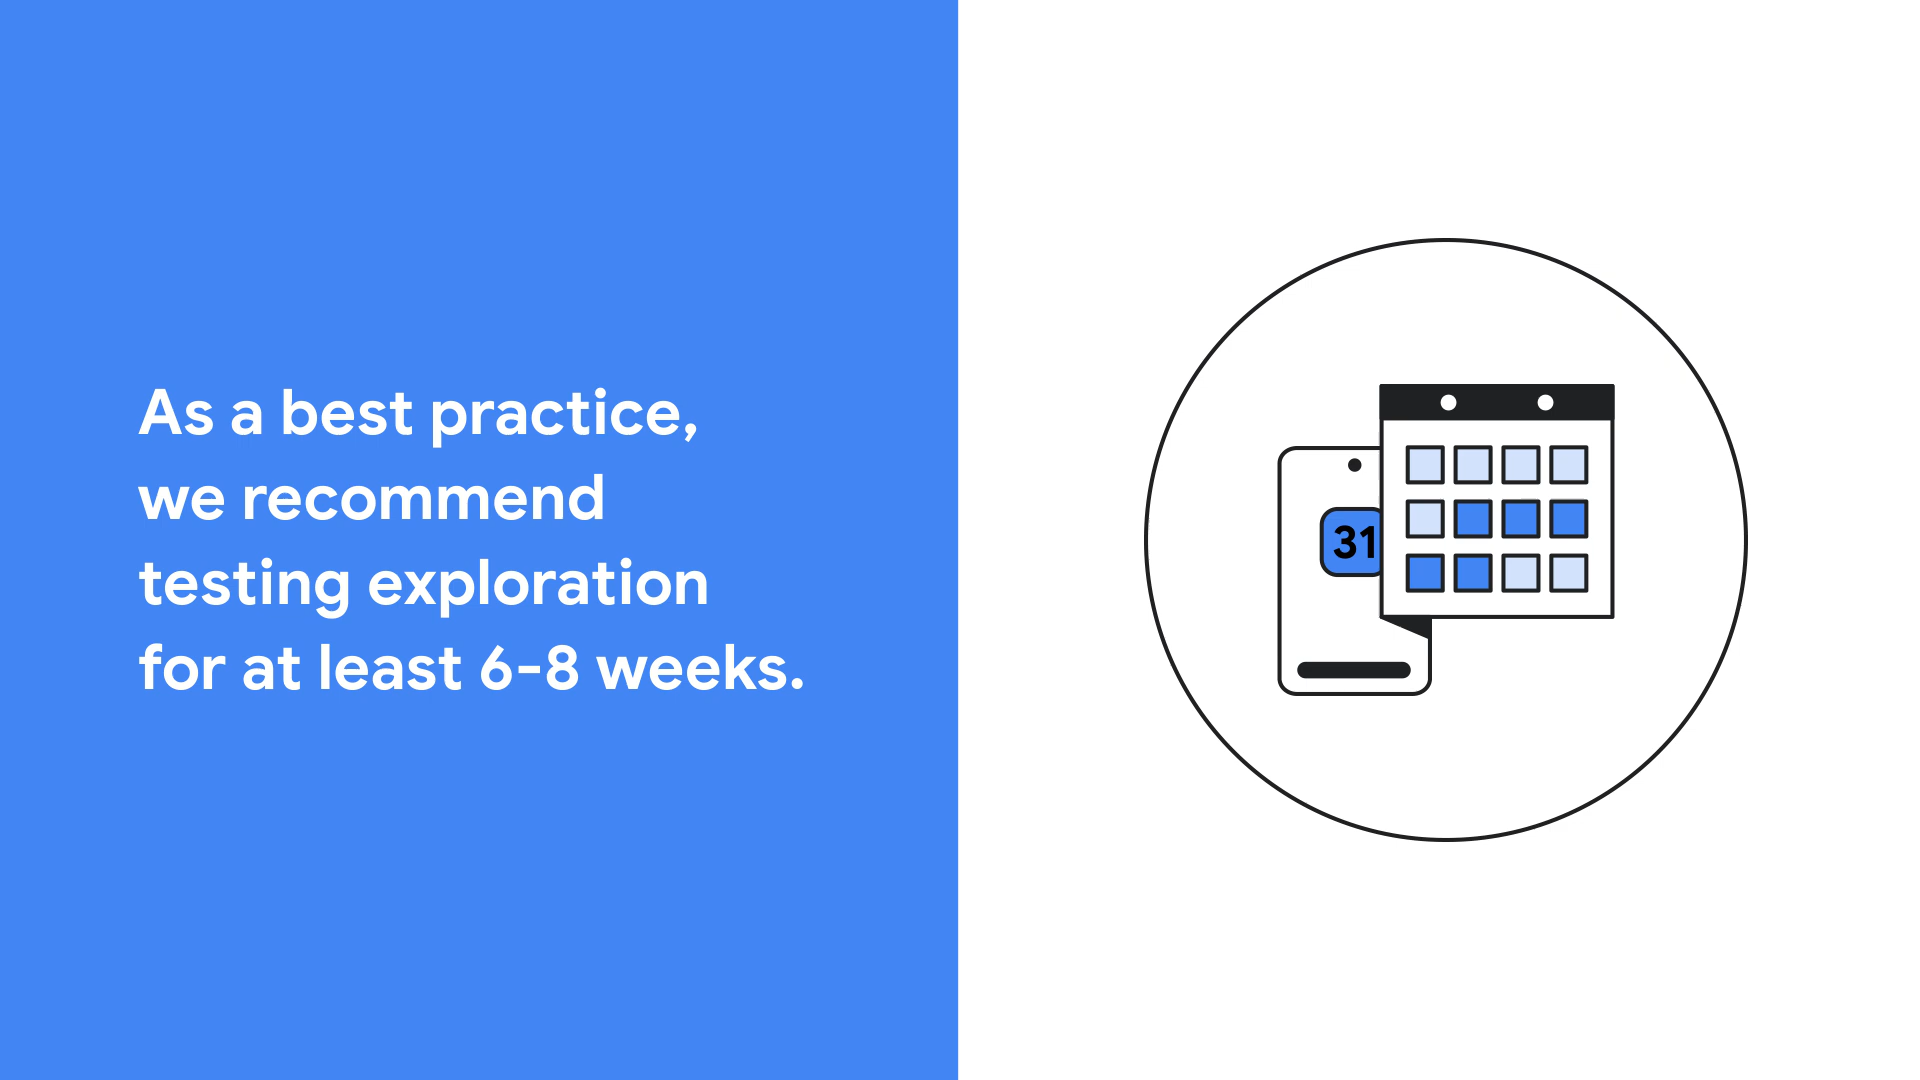 As a best practice,
we recommend
testing exploration
for at least 6-8 weeks.
31